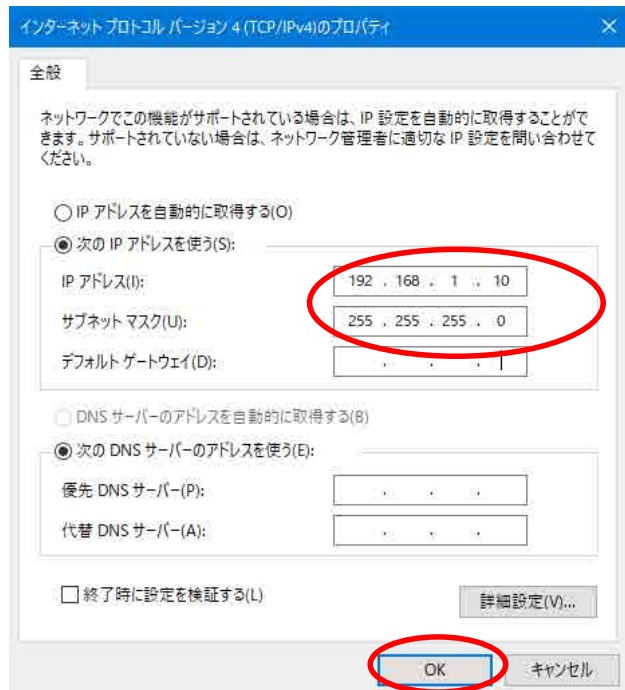 インターネット プロトコル バージョン 4 (TCP/IPv4)のプロパティ
全般
ネットワークでこの機能がサポートされている場合は、IP 設定を自動的に取得することがで
きます。サポートされていない場合は、ネットワーク管理者に適切な IP 設定を問い合わせて
ください。
IP アドレスを自動的に取得する(O)
次の IP アドレスを使う(S):
IP アドレス(I): 192 . 168 . 1 . 10
サブネット マスク(U): 255 . 255 . 255 . 0
デフォルト ゲートウェイ(D): . . .
DNS サーバーのアドレスを自動的に取得する(B)
次の DNS サーバーのアドレスを使う(E):
優先 DNS サーバー(P): . . .
代替 DNS サーバー(A): . . .
終了時に設定を検証する(L)
詳細設定(V)...
OK キャンセル